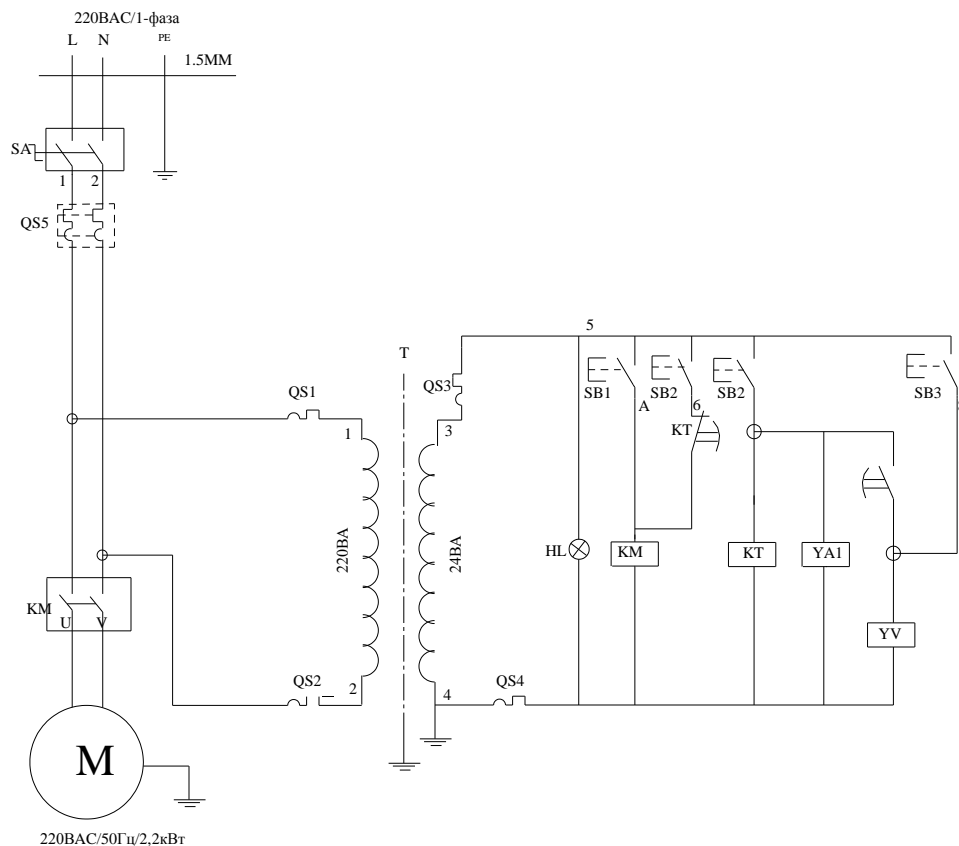 220ВАС/1-фаза
L N PE
1.5ММ
SA
1 2
QS5
5
T
QS1
QS3
SB1
SB2
SB2
SB3
A
6
KT
1
3
220ВА
24ВА
HL
KM
KT
YA1
KM
U V
YV
QS2
2
4
QS4
M
220ВАС/50Гц/2,2кВт